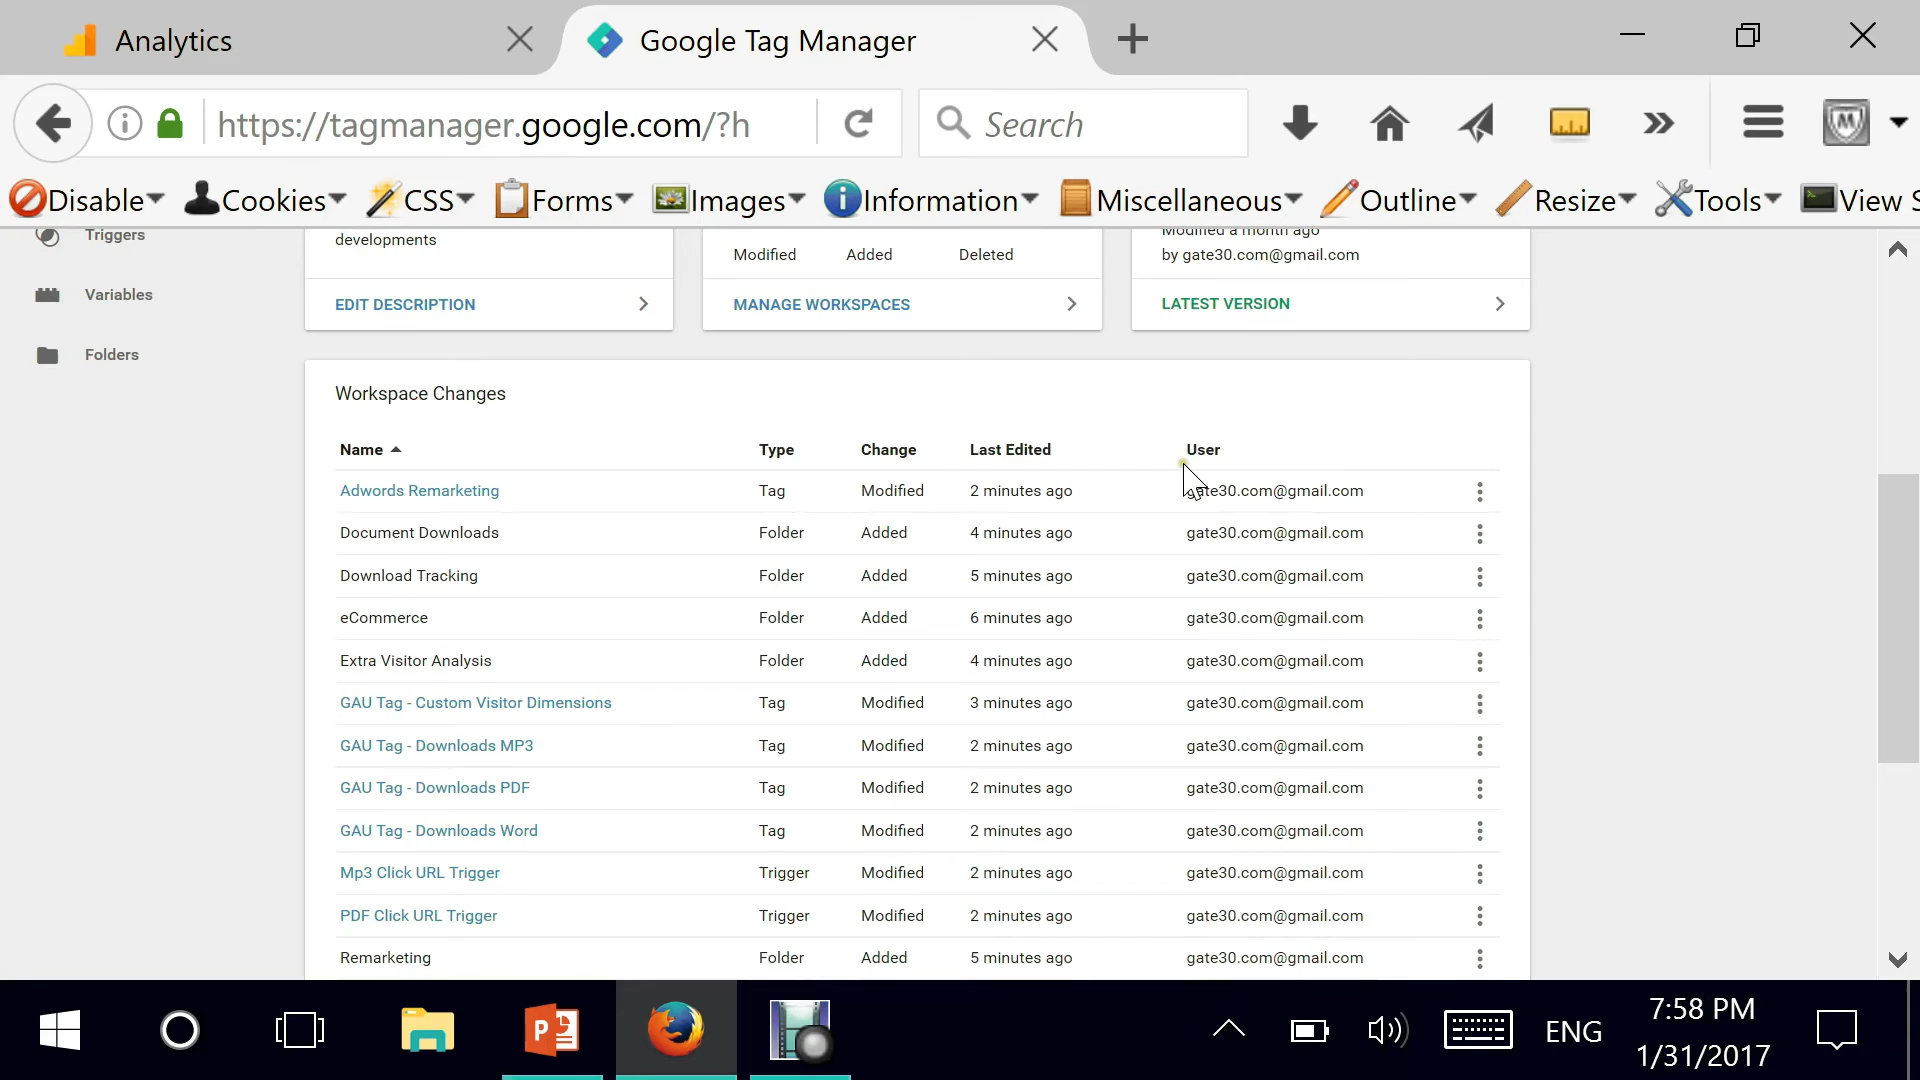 Analytics
Google Tag Manager
https://tagmanager.google.com/?h
Search
Disable Cookies CSS Forms Images Information Miscellaneous Outline Resize Tools View S
Triggers
Variables
Folders
developments
EDIT DESCRIPTION
Modified Added Deleted
MANAGE WORKSPACES
Modified a month ago
by gate30.com@gmail.com
LATEST VERSION
Workspace Changes
Name Type Change Last Edited User
Adwords Remarketing Tag Modified 2 minutes ago gate30.com@gmail.com
Document Downloads Folder Added 4 minutes ago gate30.com@gmail.com
Download Tracking Folder Added 5 minutes ago gate30.com@gmail.com
eCommerce Folder Added 6 minutes ago gate30.com@gmail.com
Extra Visitor Analysis Folder Added 4 minutes ago gate30.com@gmail.com
GAU Tag - Custom Visitor Dimensions Tag Modified 3 minutes ago gate30.com@gmail.com
GAU Tag - Downloads MP3 Tag Modified 2 minutes ago gate30.com@gmail.com
GAU Tag - Downloads PDF Tag Modified 2 minutes ago gate30.com@gmail.com
GAU Tag - Downloads Word Tag Modified 2 minutes ago gate30.com@gmail.com
Mp3 Click URL Trigger Trigger Modified 2 minutes ago gate30.com@gmail.com
PDF Click URL Trigger Trigger Modified 2 minutes ago gate30.com@gmail.com
Remarketing Folder Added 5 minutes ago gate30.com@gmail.com
ENG
7:58 PM
1/31/2017